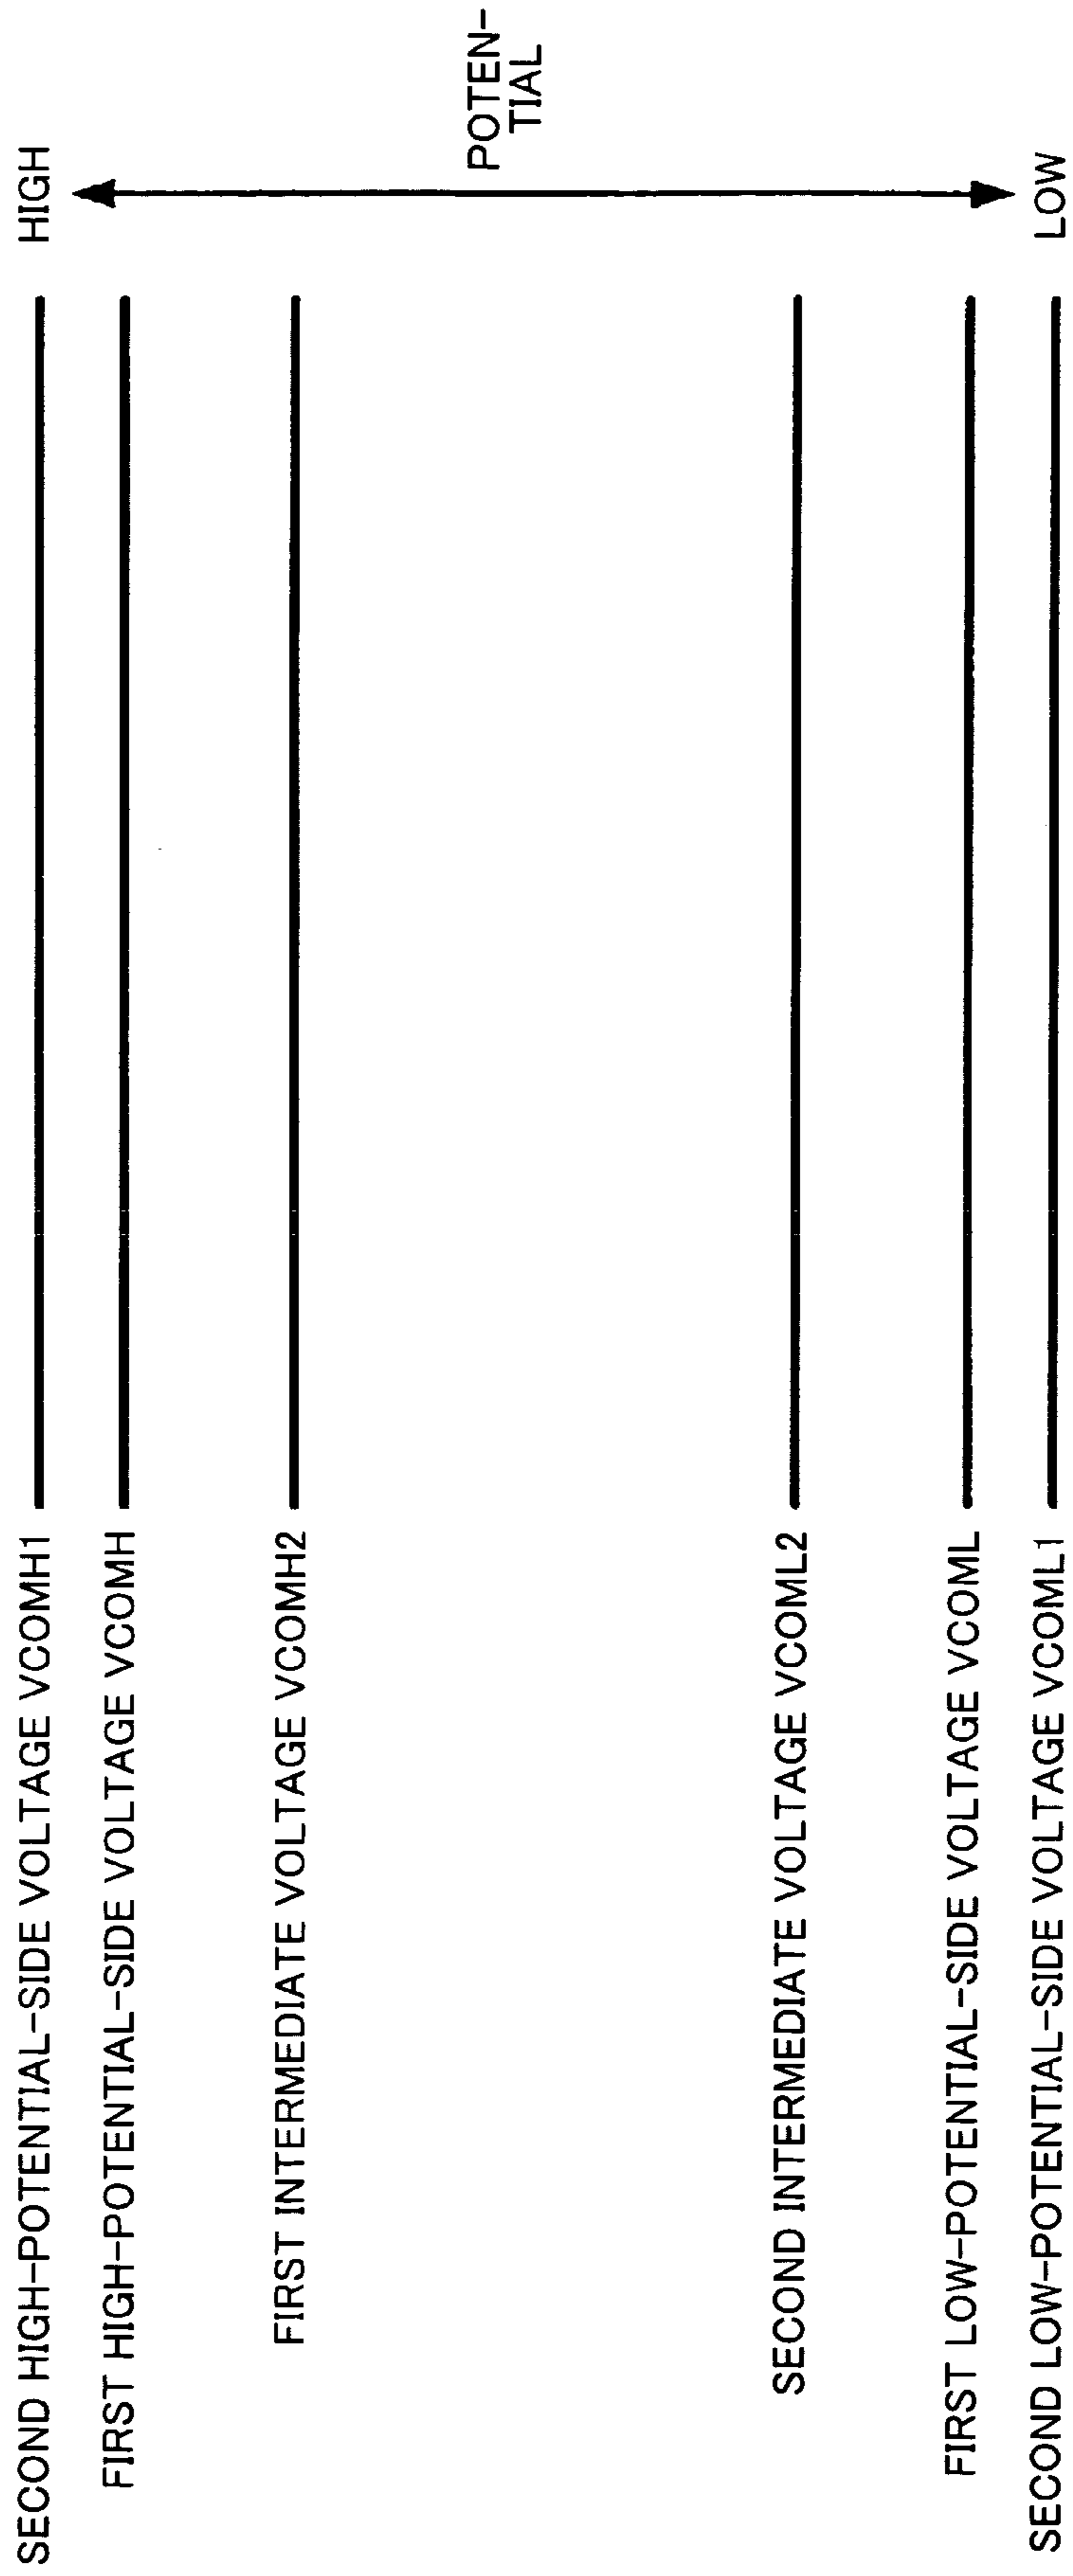 SECOND HIGH-POTENTIAL-SIDE VOLTAGE VCOMH1
HIGH
FIRST HIGH-POTENTIAL-SIDE VOLTAGE VCOMH
FIRST INTERMEDIATE VOLTAGE VCOMH2
POTEN-
TIAL
SECOND INTERMEDIATE VOLTAGE VCOML2
FIRST LOW-POTENTIAL-SIDE VOLTAGE VCOML
SECOND LOW-POTENTIAL-SIDE VOLTAGE VCOML1
LOW